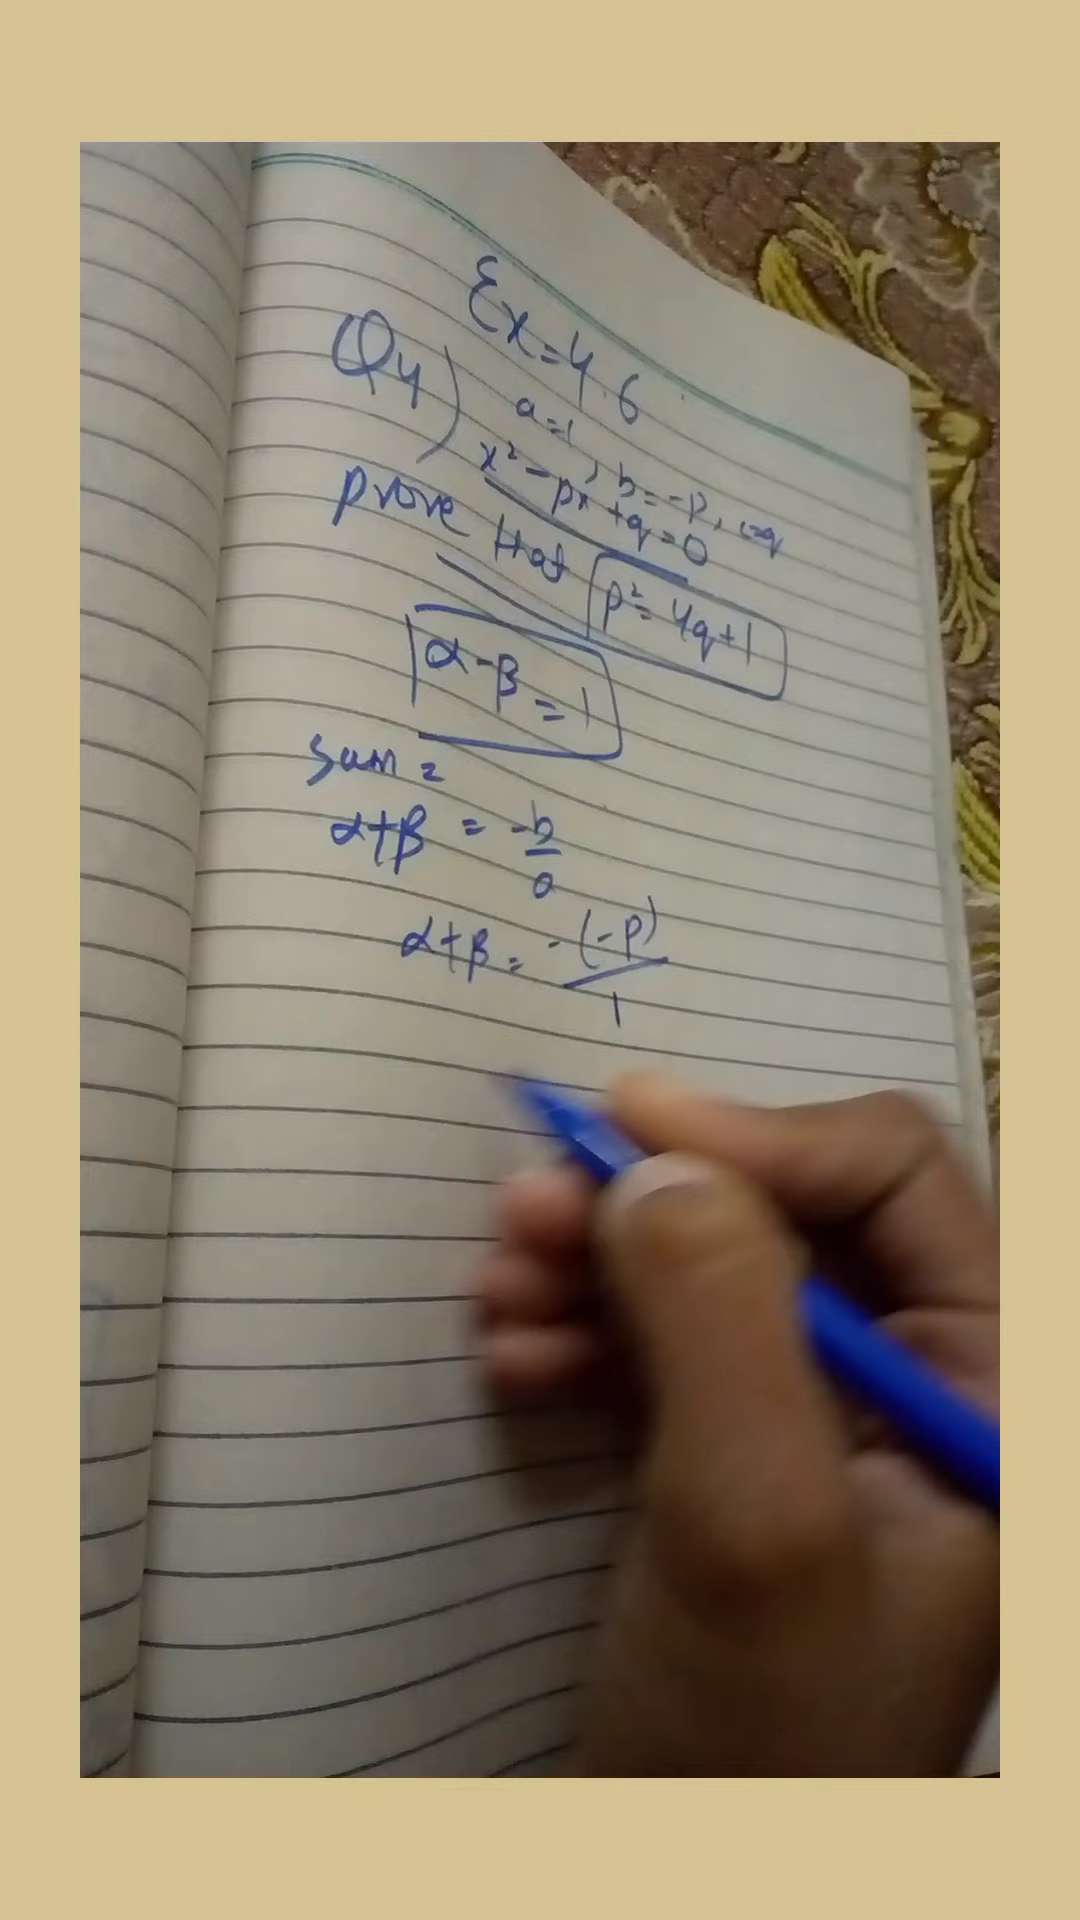 Ex=4.6
Q4)
a=1, b=-p, c=q
x²-px+q=0
prove that p²=4q+1
α-β=1
Sum =
α+β = -b/a
α+β = -(-p)/1